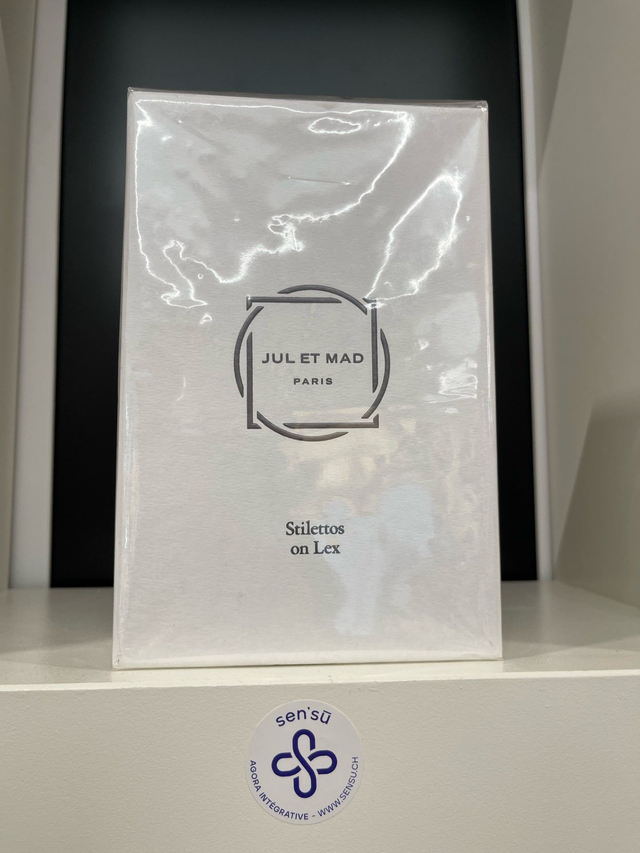 JUL ET MAD
PARIS
Stilettos
on Lex
sen'sū
AGORA INTÉGRATIVE - WWW.SENSU.CH